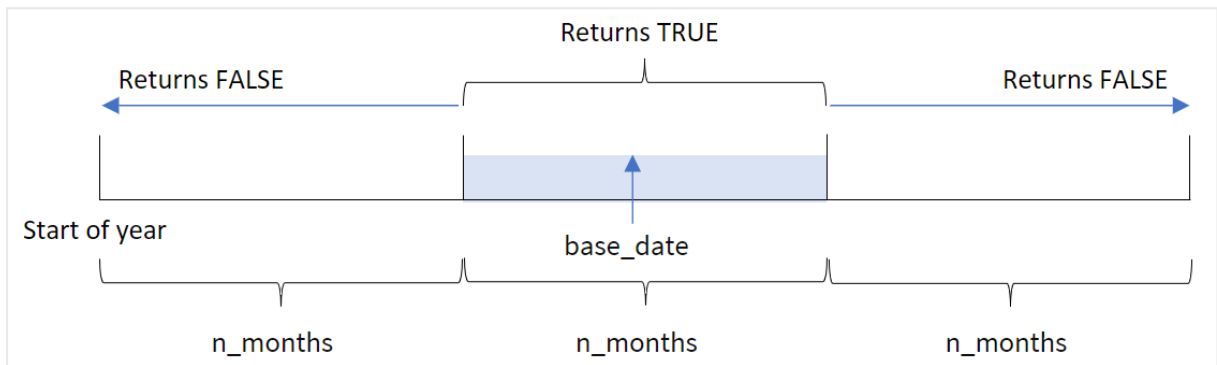 Returns TRUE
Returns FALSE
Returns FALSE
Start of year
base_date
n_months
n_months
n_months